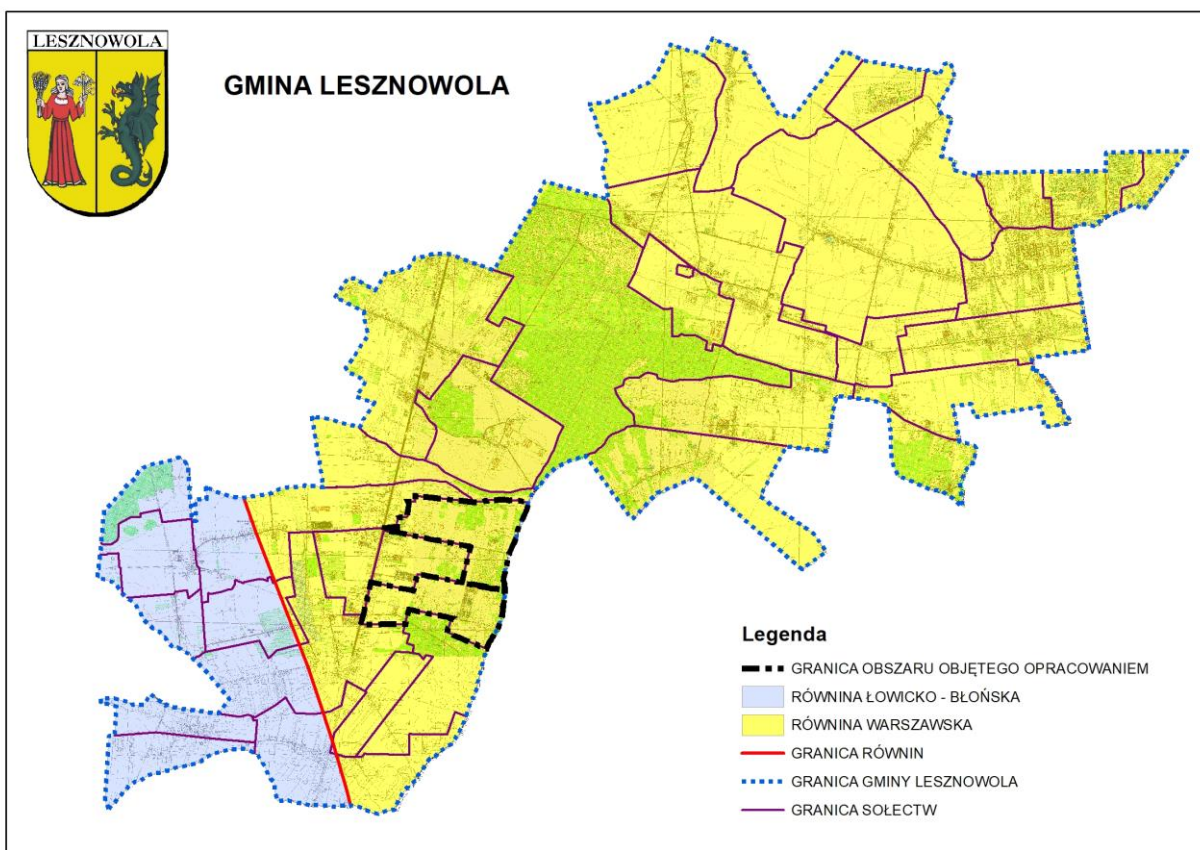 LESZNOWOLA
GMINA LESZNOWOLA
Legenda
GRANICA OBSZARU OBJĘTEGO OPRACOWANIEM
RÓWNINA ŁOWICKO - BŁOŃSKA
RÓWNINA WARSZAWSKA
GRANICA RÓWNIN
GRANICA GMINY LESZNOWOLA
GRANICA SOŁECTW